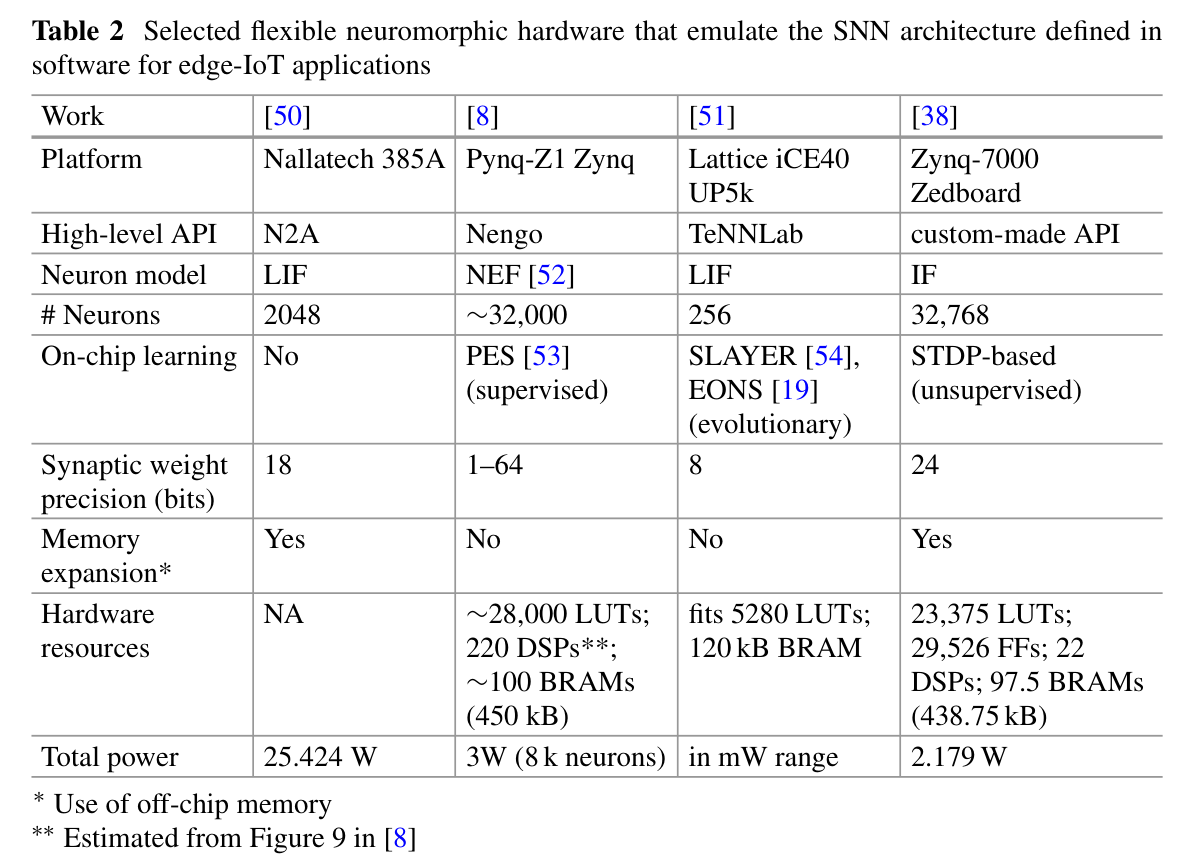 Table 2 Selected flexible neuromorphic hardware that emulate the SNN architecture defined in
software for edge-IoT applications
Work [50] [8] [51] [38]
Platform Nallatech 385A Pynq-Z1 Zynq Lattice iCE40 Zynq-7000
UP5k Zedboard
High-level API N2A Nengo TeNNLab custom-made API
Neuron model LIF NEF [52] LIF IF
# Neurons 2048 ∼32,000 256 32,768
On-chip learning No PES [53] SLAYER [54], STDP-based
(supervised) EONS [19] (unsupervised)
(evolutionary)
Synaptic weight 18 1–64 8 24
precision (bits)
Memory Yes No No Yes
expansion*
Hardware NA ∼28,000 LUTs; fits 5280 LUTs; 23,375 LUTs;
resources 220 DSPs**; 120 kB BRAM 29,526 FFs; 22
∼100 BRAMs DSPs; 97.5 BRAMs
(450 kB) (438.75 kB)
Total power 25.424 W 3W (8 k neurons) in mW range 2.179 W
* Use of off-chip memory
** Estimated from Figure 9 in [8]